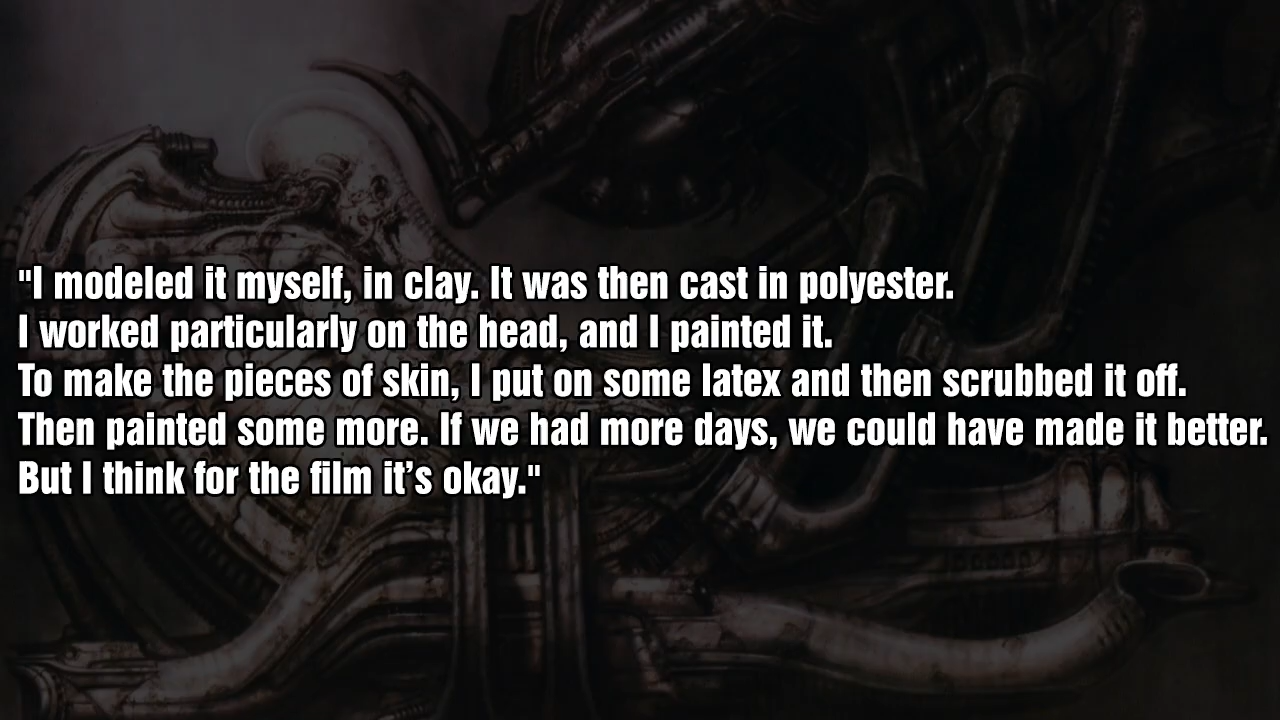 "I modeled it myself, in clay. It was then cast in polyester.
I worked particularly on the head, and I painted it.
To make the pieces of skin, I put on some latex and then scrubbed it off.
Then painted some more. If we had more days, we could have made it better.
But I think for the film it’s okay."